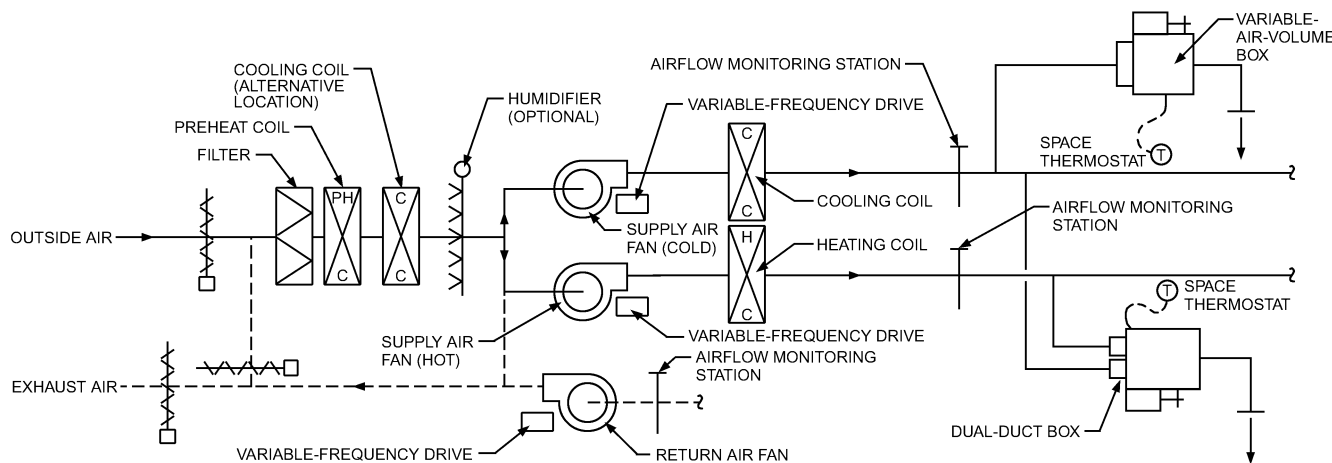 VARIABLE-
AIR-VOLUME
BOX
COOLING COIL
(ALTERNATIVE
LOCATION)
AIRFLOW MONITORING STATION
HUMIDIFIER
(OPTIONAL)
VARIABLE-FREQUENCY DRIVE
PREHEAT COIL
FILTER
C
SPACE
THERMOSTAT
T
PH
C
COOLING COIL
C
AIRFLOW MONITORING
STATION
OUTSIDE AIR
SUPPLY AIR
FAN (COLD)
H
HEATING COIL
C
C
SPACE
THERMOSTAT
T
C
SUPPLY AIR
FAN (HOT)
VARIABLE-FREQUENCY DRIVE
AIRFLOW MONITORING
STATION
EXHAUST AIR
DUAL-DUCT BOX
VARIABLE-FREQUENCY DRIVE
RETURN AIR FAN